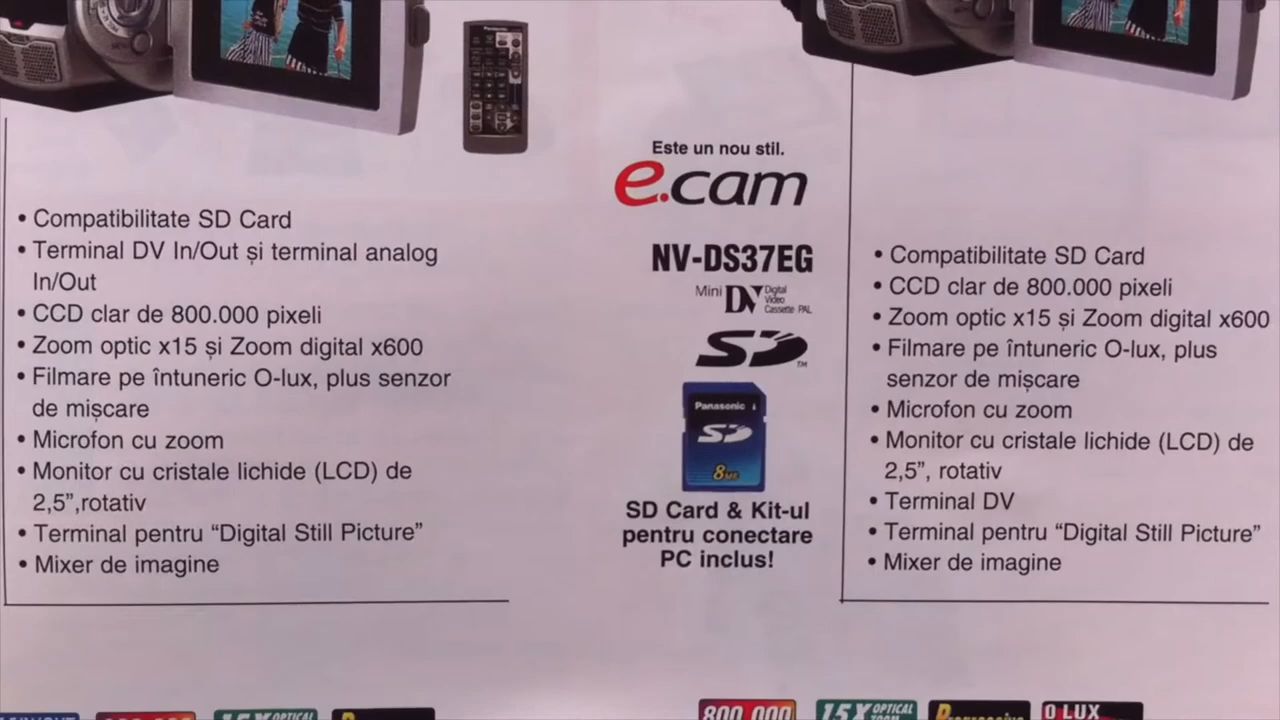 Panasonic
• Compatibilitate SD Card
• Terminal DV In/Out și terminal analog
In/Out
• CCD clar de 800.000 pixeli
• Zoom optic x15 și Zoom digital x600
• Filmare pe întuneric O-lux, plus senzor
de mișcare
• Microfon cu zoom
• Monitor cu cristale lichide (LCD) de
2,5”,rotativ
• Terminal pentru “Digital Still Picture”
• Mixer de imagine
Este un nou stil.
e.cam
NV-DS37EG
Mini DV Digital
Video
Cassette PAL
SD™
Panasonic
SD
8MB
SD Card & Kit-ul
pentru conectare
PC inclus!
• Compatibilitate SD Card
• CCD clar de 800.000 pixeli
• Zoom optic x15 și Zoom digital x600
• Filmare pe întuneric O-lux, plus
senzor de mișcare
• Microfon cu zoom
• Monitor cu cristale lichide (LCD) de
2,5”, rotativ
• Terminal DV
• Terminal pentru “Digital Still Picture”
• Mixer de imagine
15X OPTICAL
800.000
15X OPTICAL
ZOOM
Progressive
0 LUX